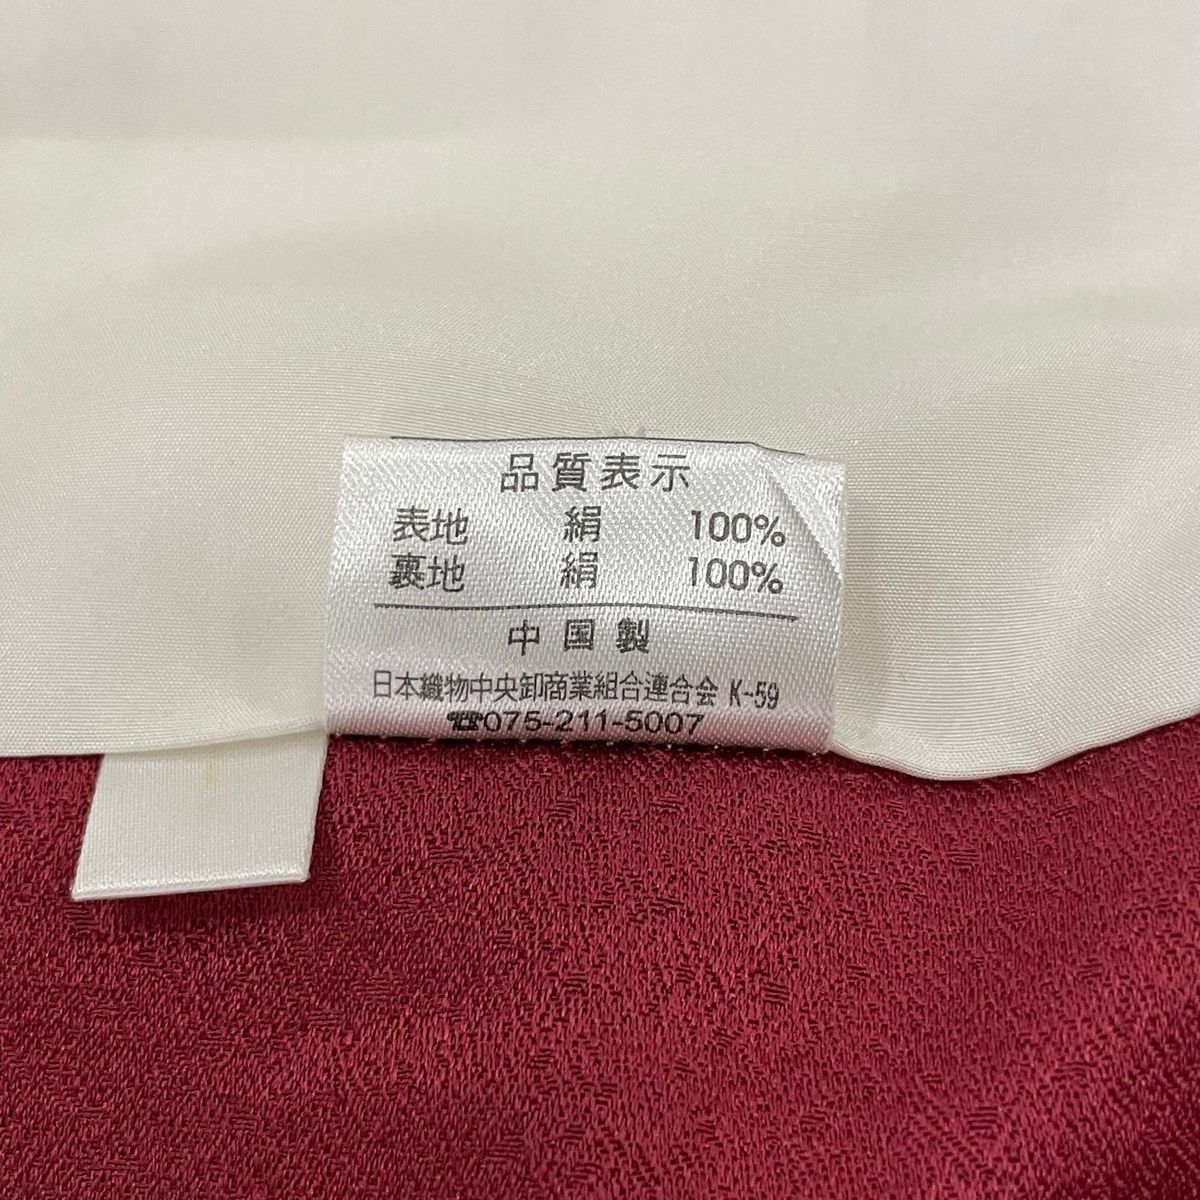 品質表示
表地 絹 100%
裏地 絹 100%
中国製
日本織物中央卸商業組合連合会 K-59
☎075-211-5007